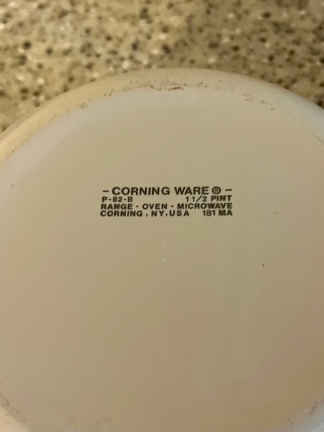 - CORNING WARE ® -
P-82-B 1 1/2 PINT
RANGE - OVEN - MICROWAVE
CORNING, NY, USA 181 MA